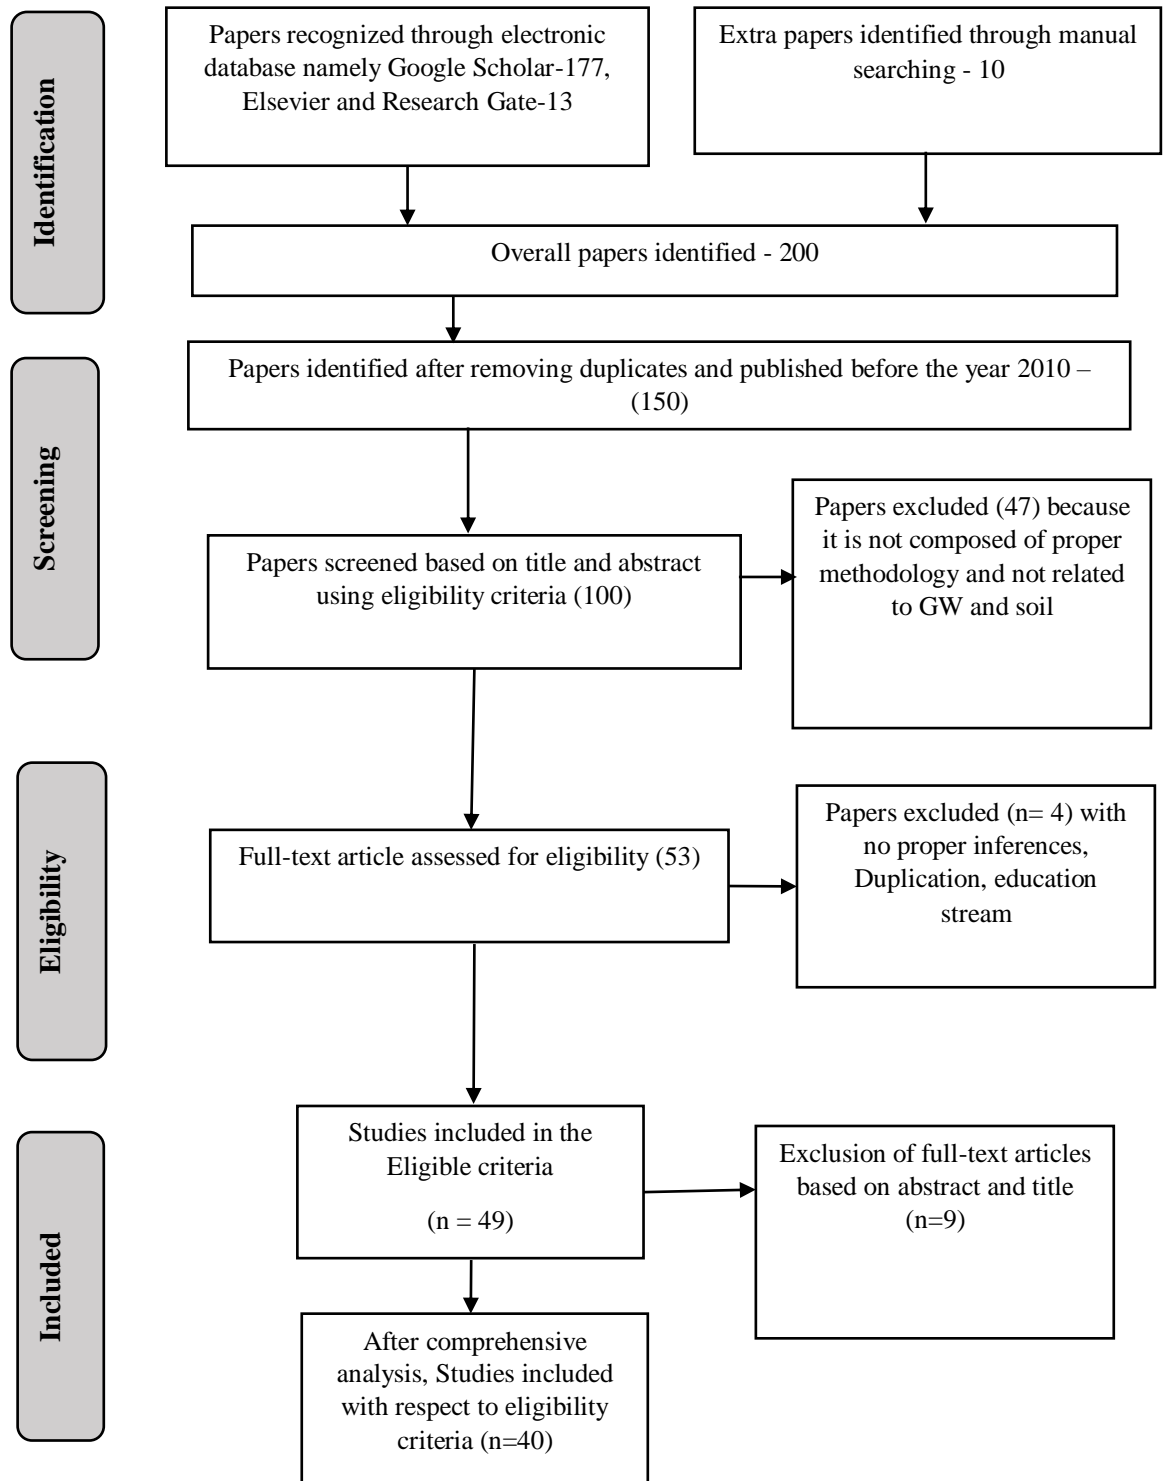 Identification
Papers recognized through electronic
database namely Google Scholar-177,
Elsevier and Research Gate-13
Extra papers identified through manual
searching - 10
Overall papers identified - 200
Screening
Papers identified after removing duplicates and published before the year 2010 –
(150)
Papers screened based on title and abstract
using eligibility criteria (100)
Papers excluded (47) because
it is not composed of proper
methodology and not related
to GW and soil
Eligibility
Full-text article assessed for eligibility (53)
Papers excluded (n= 4) with
no proper inferences,
Duplication, education
stream
Included
Studies included in the
Eligible criteria
(n = 49)
Exclusion of full-text articles
based on abstract and title
(n=9)
After comprehensive
analysis, Studies included
with respect to eligibility
criteria (n=40)